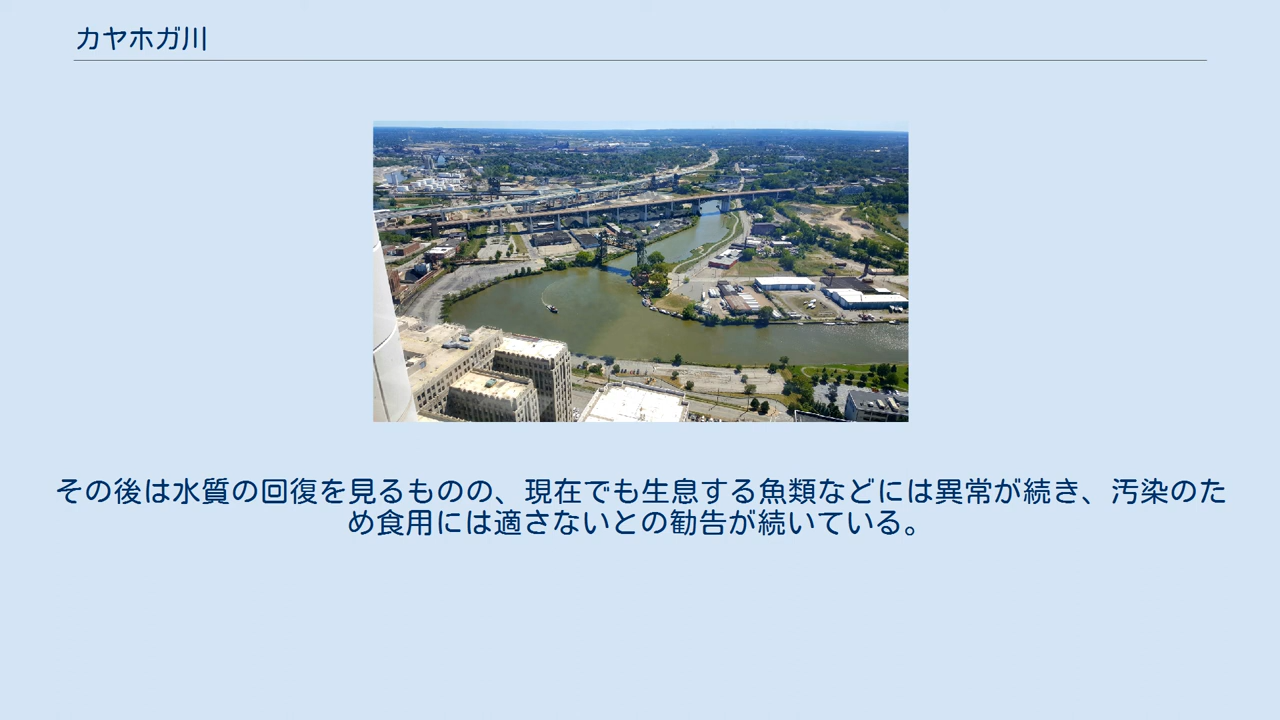 カヤホガ川
その後は水質の回復を見るものの、現在でも生息する魚類などには異常が続き、汚染のた
め食用には適さないとの勧告が続いている。